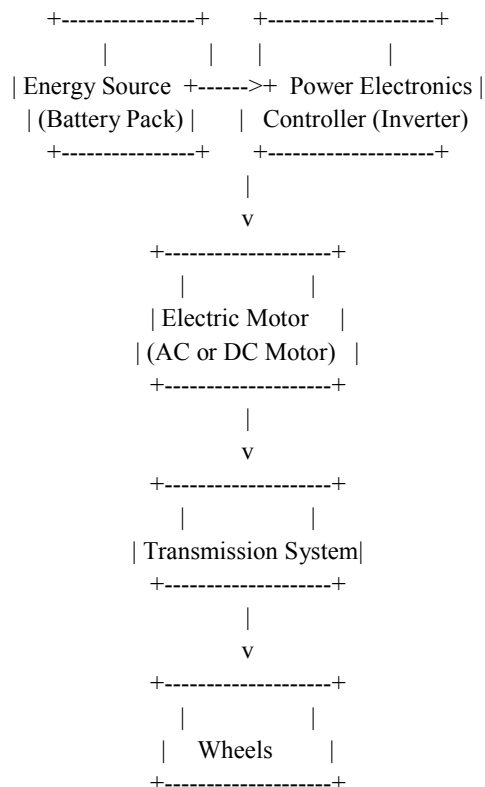 +----------------+ +--------------------+
| | | |
| Energy Source +------>+ Power Electronics |
| (Battery Pack) | | Controller (Inverter)
+----------------+ +--------------------+
|
v
+--------------------+
| |
| Electric Motor |
| (AC or DC Motor) |
+--------------------+
|
v
+--------------------+
| |
| Transmission System|
+--------------------+
|
v
+--------------------+
| |
| Wheels |
+--------------------+